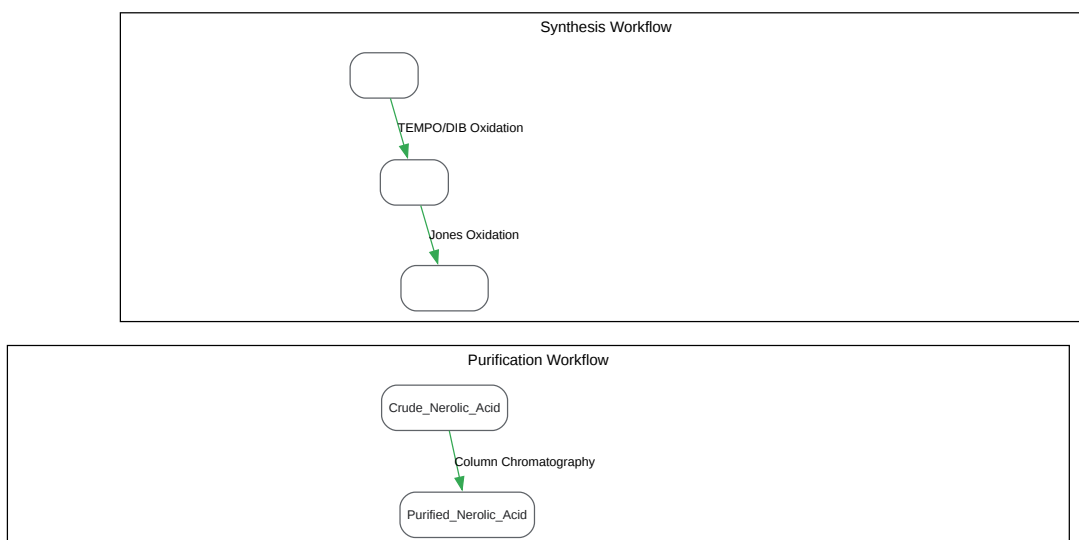 Synthesis Workflow
TEMPO/DIB Oxidation
Jones Oxidation
Purification Workflow
Crude_Nerolic_Acid
Column Chromatography
Purified_Nerolic_Acid